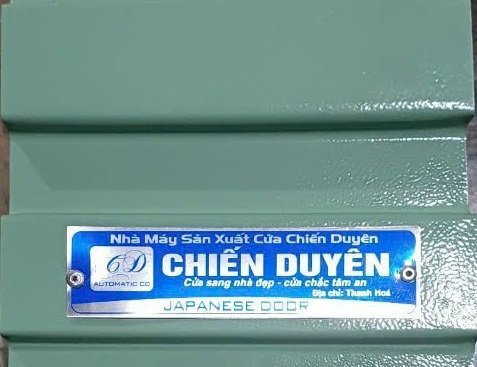 Nhà Máy Sản Xuất Cửa Chiến Duyên
6D
AUTOMATIC CO
CHIẾN DUYÊN
Cửa sang nhà đẹp - cửa chắc tâm an
Địa chỉ: Thanh Hoá
JAPANESE DOOR